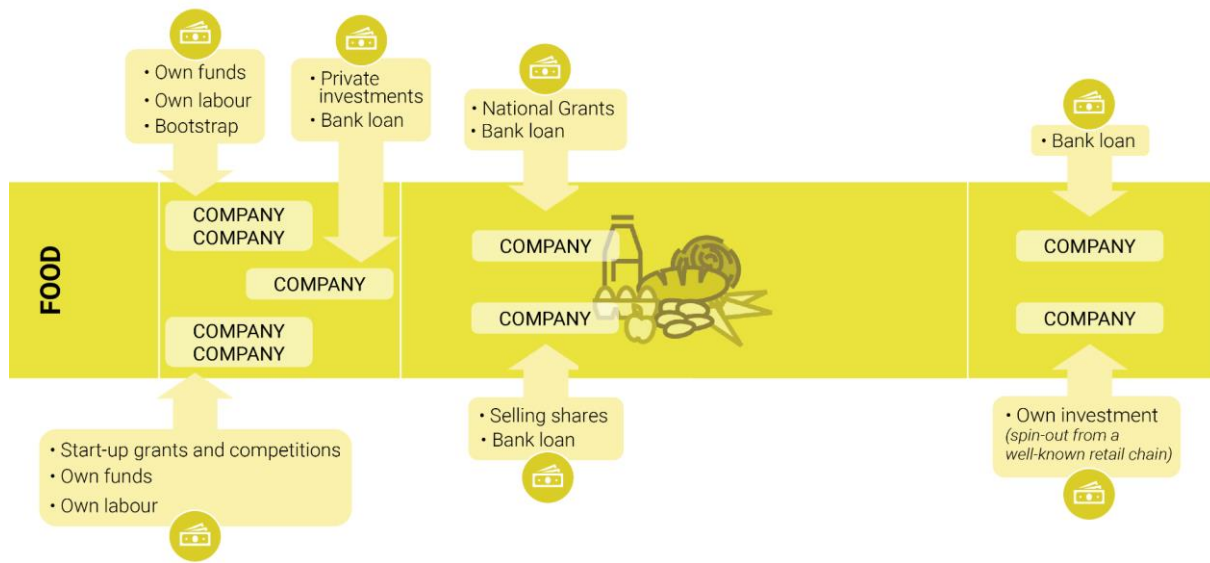 • Own funds
• Own labour
• Bootstrap
• Private
investments
• Bank loan
• National Grants
• Bank loan
• Bank loan
FOOD
COMPANY
COMPANY
COMPANY
COMPANY
COMPANY
COMPANY
COMPANY
COMPANY
COMPANY
• Start-up grants and competitions
• Own funds
• Own labour
• Selling shares
• Bank loan
• Own investment
(spin-out from a
well-known retail chain)